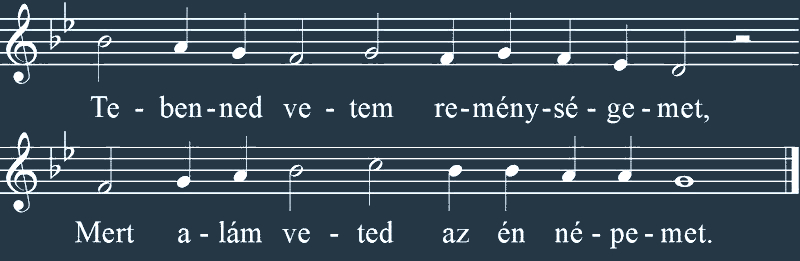 Te - ben - ned ve - tem re - mény - sé - ge - met,
Mert a - lám ve - ted az én né - pe - met.